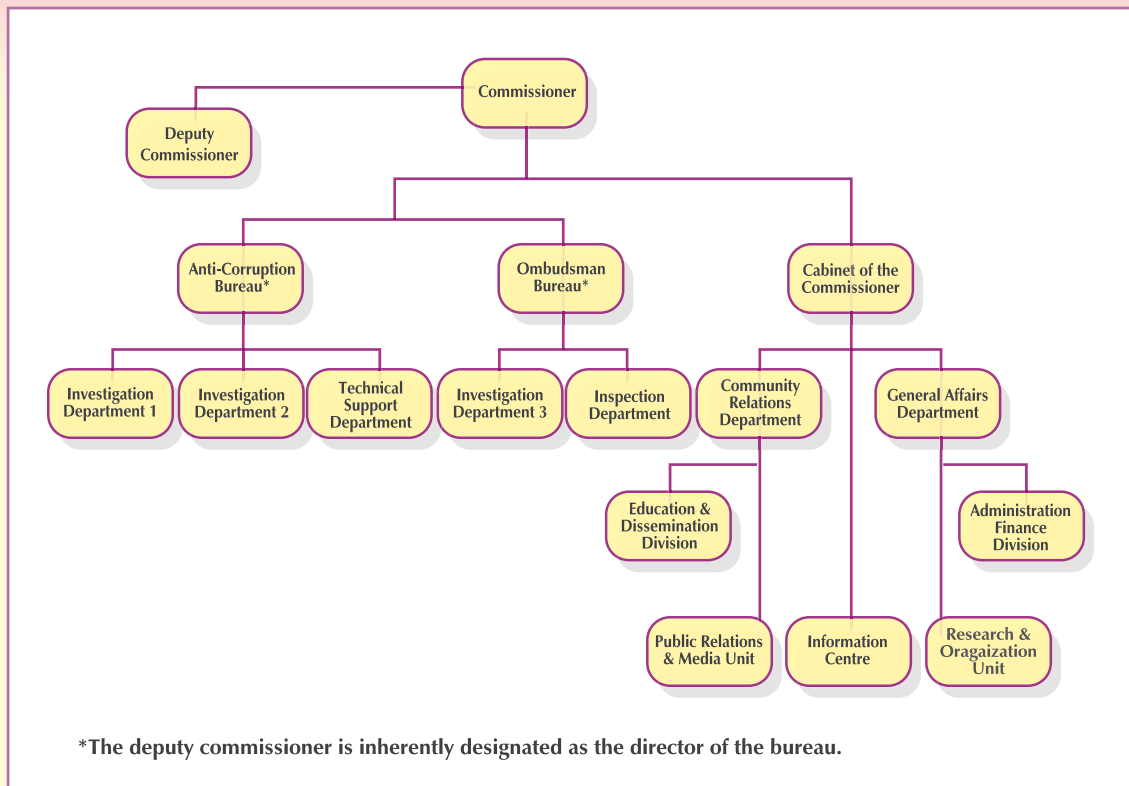 Commissioner
Deputy
Commissioner
Anti-Corruption
Bureau*
Ombudsman
Bureau*
Cabinet of the
Commissioner
Investigation
Department 1
Investigation
Department 2
Technical
Support
Department
Investigation
Department 3
Inspection
Department
Community
Relations
Department
General Affairs
Department
Education &
Dissemination
Division
Administration
Finance
Division
Public Relations
& Media Unit
Information
Centre
Research &
Oragaization
Unit
*The deputy commissioner is inherently designated as the director of the bureau.